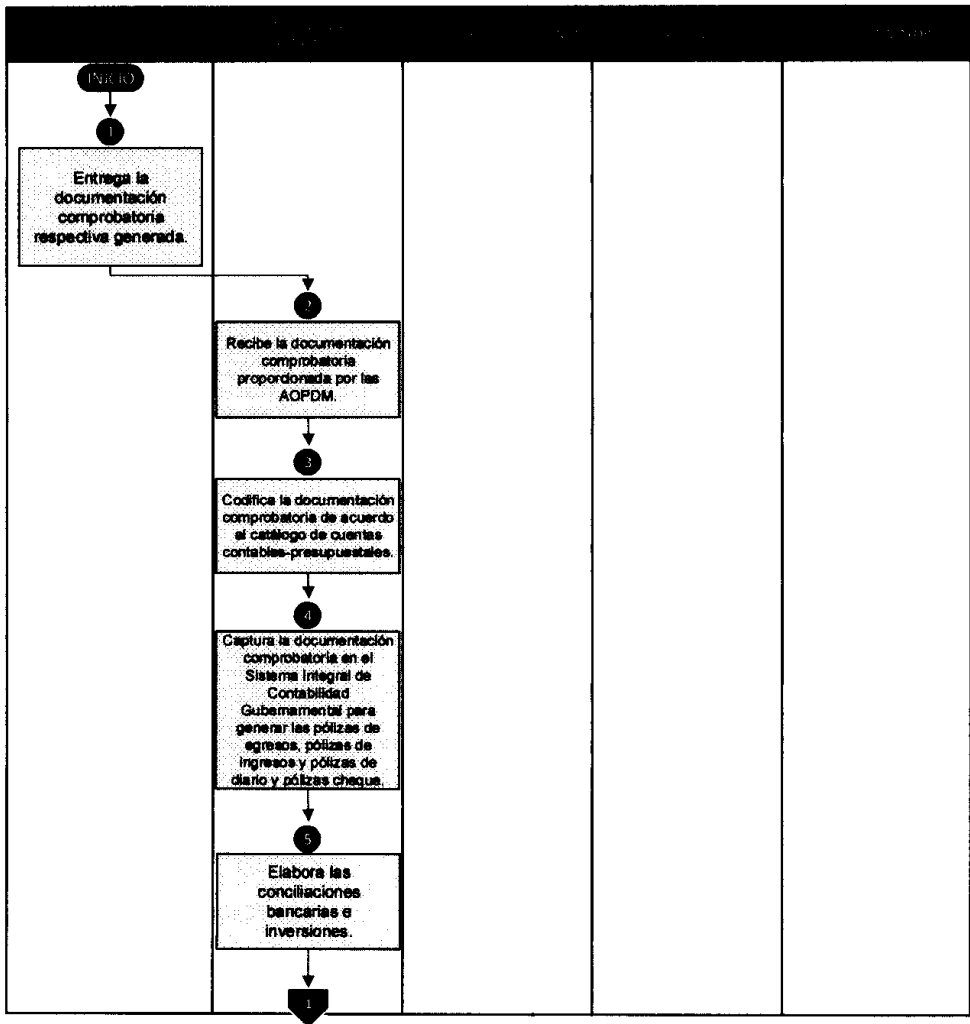 INICIO
1
Entrega la
documentación
comprobatoria
respectiva generada.
2
Recibe la documentación
comprobatoria
proporcionada por las
AOPDM.
3
Codifica la documentación
comprobatoria de acuerdo
al catálogo de cuentas
contables-presupuestales.
4
Captura la documentación
comprobatoria en el
Sistema Integral de
Contabilidad
Gubernamental para
generar las pólizas de
egresos, pólizas de
ingresos y pólizas de
diario y pólizas cheque.
5
Elabora las
conciliaciones
bancarias e
inversiones.
1